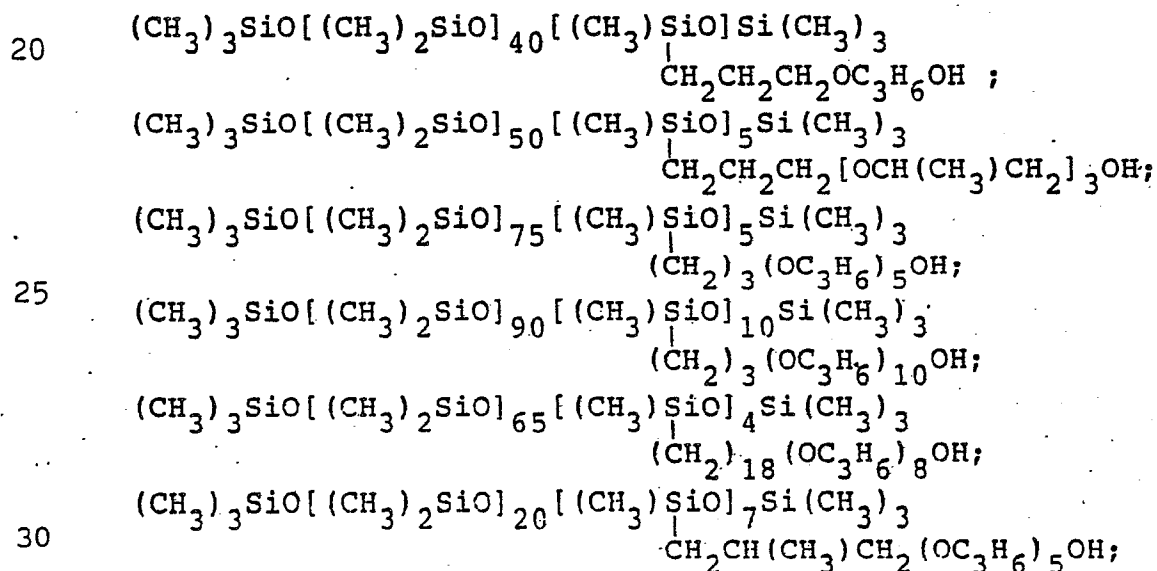 20 (CH3)3SiO[(CH3)2SiO]40[(CH3)SiO]Si(CH3)3
CH2CH2CH2OC3H6OH ;
(CH3)3SiO[(CH3)2SiO]50[(CH3)SiO]5Si(CH3)3
CH2CH2CH2[OCH(CH3)CH2]3OH;
(CH3)3SiO[(CH3)2SiO]75[(CH3)SiO]5Si(CH3)3
25 (CH2)3(OC3H6)5OH;
(CH3)3SiO[(CH3)2SiO]90[(CH3)SiO]10Si(CH3)3
(CH2)3(OC3H6)10OH;
(CH3)3SiO[(CH3)2SiO]65[(CH3)SiO]4Si(CH3)3
(CH2)18(OC3H6)8OH;
(CH3)3SiO[(CH3)2SiO]20[(CH3)SiO]7Si(CH3)3
30 CH2CH(CH3)CH2(OC3H6)5OH;